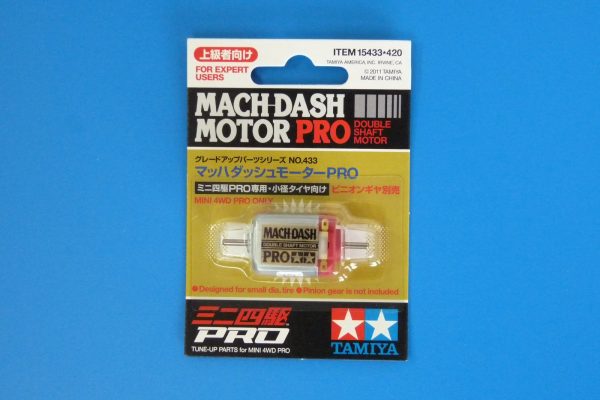 上級者向け
FOR EXPERT
USERS
ITEM 15433*420
TAMIYA AMERICA, INC. IRVINE, CA
©2011 TAMIYA
MADE IN CHINA
MACH-DASH
MOTOR PRO
DOUBLE
SHAFT
MOTOR
グレードアップパーツシリーズ NO.433
マッハダッシュモーターPRO
ミニ四駆PRO専用・小径タイヤ向け
ピニオンギヤ別売
MINI 4WD PRO ONLY
MACH-DASH
DOUBLE SHAFT MOTOR
PRO
●Designed for small dia. tire ●Pinion gear is not included
ミニ四駆
PRO
TUNE-UP PARTS for MINI 4WD PRO
TAMIYA